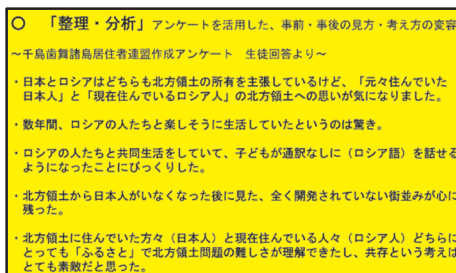 ○ 「整理・分析」アンケートを活用した、事前・事後の見方・考え方の変容
~千島歯舞諸島居住者連盟作成アンケート 生徒回答より~
・日本とロシアはどちらも北方領土の所有を主張しているけど、「元々住んでいた
日本人」と「現在住んでいるロシア人」の北方領土への思いが気になりました。
・数年間、ロシアの人たちと楽しそうに生活していたというのは驚き。
・ロシアの人たちと共同生活をしていて、子どもが通訳なしに(ロシア語)を話せる
ようになったことにびっくりした。
・北方領土から日本人がいなくなった後に見た、全く開発されていない街並みが心に
残った。
・北方領土に住んでいた方々(日本人)と現在住んでいる人々(ロシア人)どちらに
とっても「ふるさと」で北方領土問題の難しさが理解できたし、共存という考えは
とても素敵だと思った。